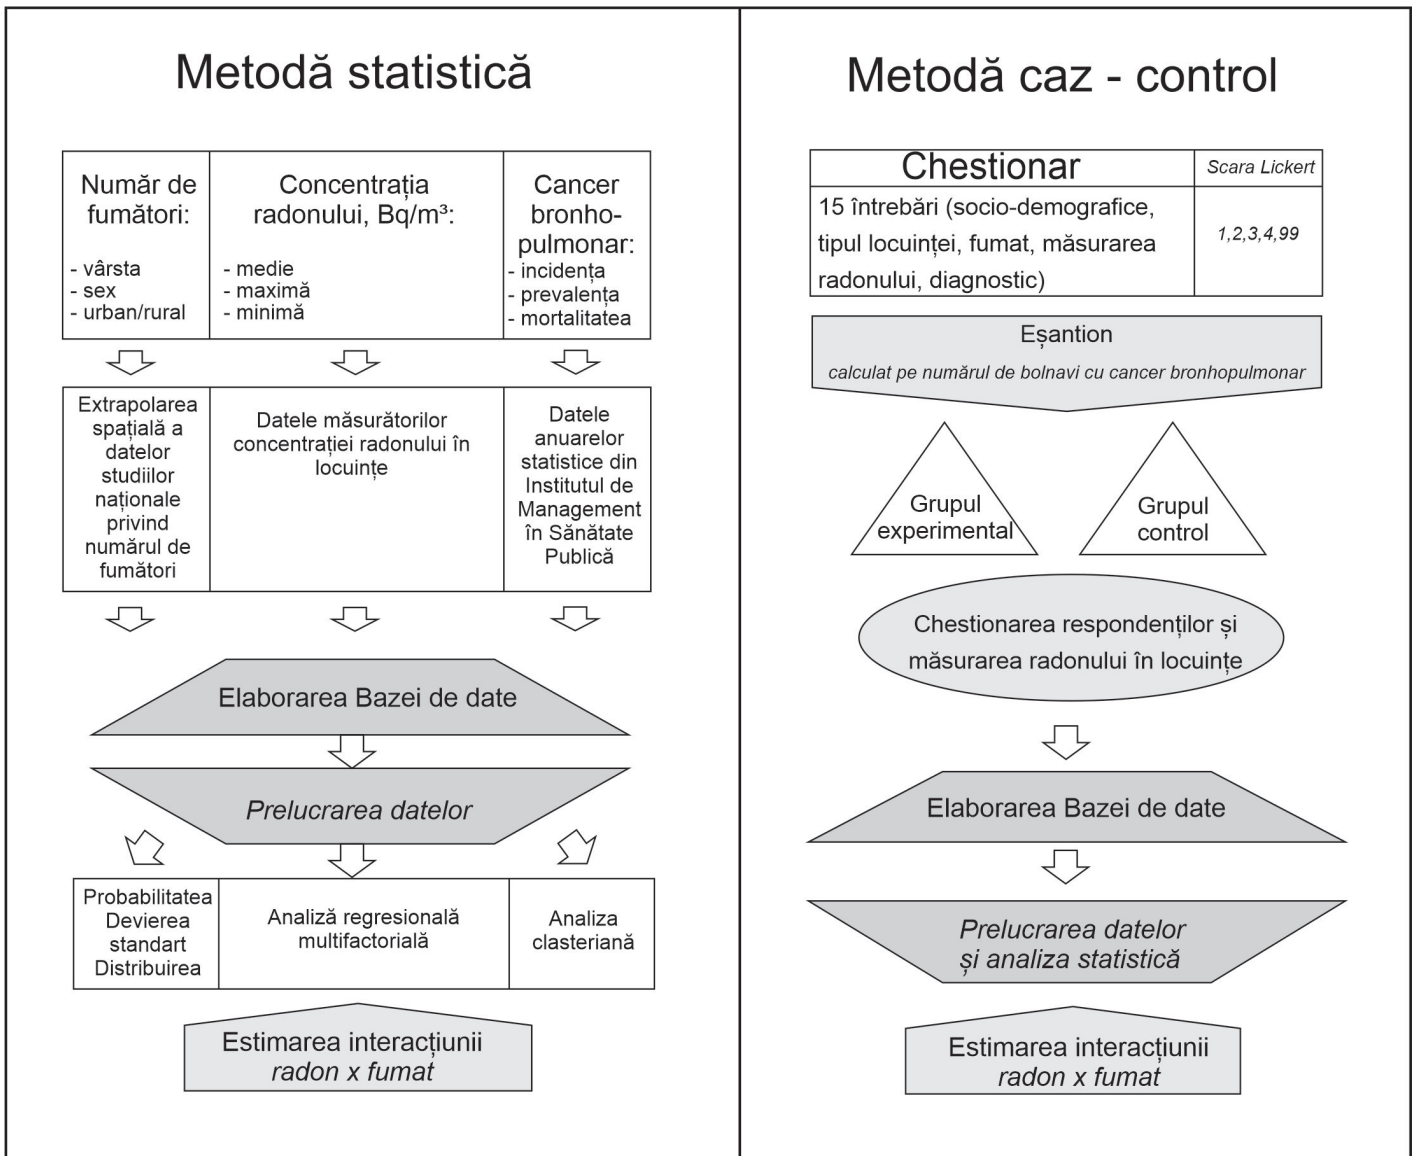 Metodă statistică
Număr de
fumători:
- vârsta
- sex
- urban/rural
Concentrația
radonului, Bq/m³:
- medie
- maximă
- minimă
Cancer
bronho-
pulmonar:
- incidența
- prevalența
- mortalitatea
Extrapolarea
spațială a
datelor
studiilor
naționale
privind
numărul de
fumători
Datele măsurătorilor
concentrației radonului în
locuințe
Datele
anuarelor
statistice din
Institutul de
Management
în Sănătate
Publică
Elaborarea Bazei de date
Prelucrarea datelor
Probabilitatea
Devierea
standart
Distribuirea
Analiză regresională
multifactorială
Analiza
clasteriană
Estimarea interacțiunii
radon x fumat
Metodă caz - control
Chestionar
Scara Lickert
15 întrebări (socio-demografice,
tipul locuinței, fumat, măsurarea
radonului, diagnostic)
1,2,3,4,99
Eșantion
calculat pe numărul de bolnavi cu cancer bronhopulmonar
Grupul
experimental
Grupul
control
Chestionarea respondenților și
măsurarea radonului în locuințe
Elaborarea Bazei de date
Prelucrarea datelor
și analiza statistică
Estimarea interacțiunii
radon x fumat